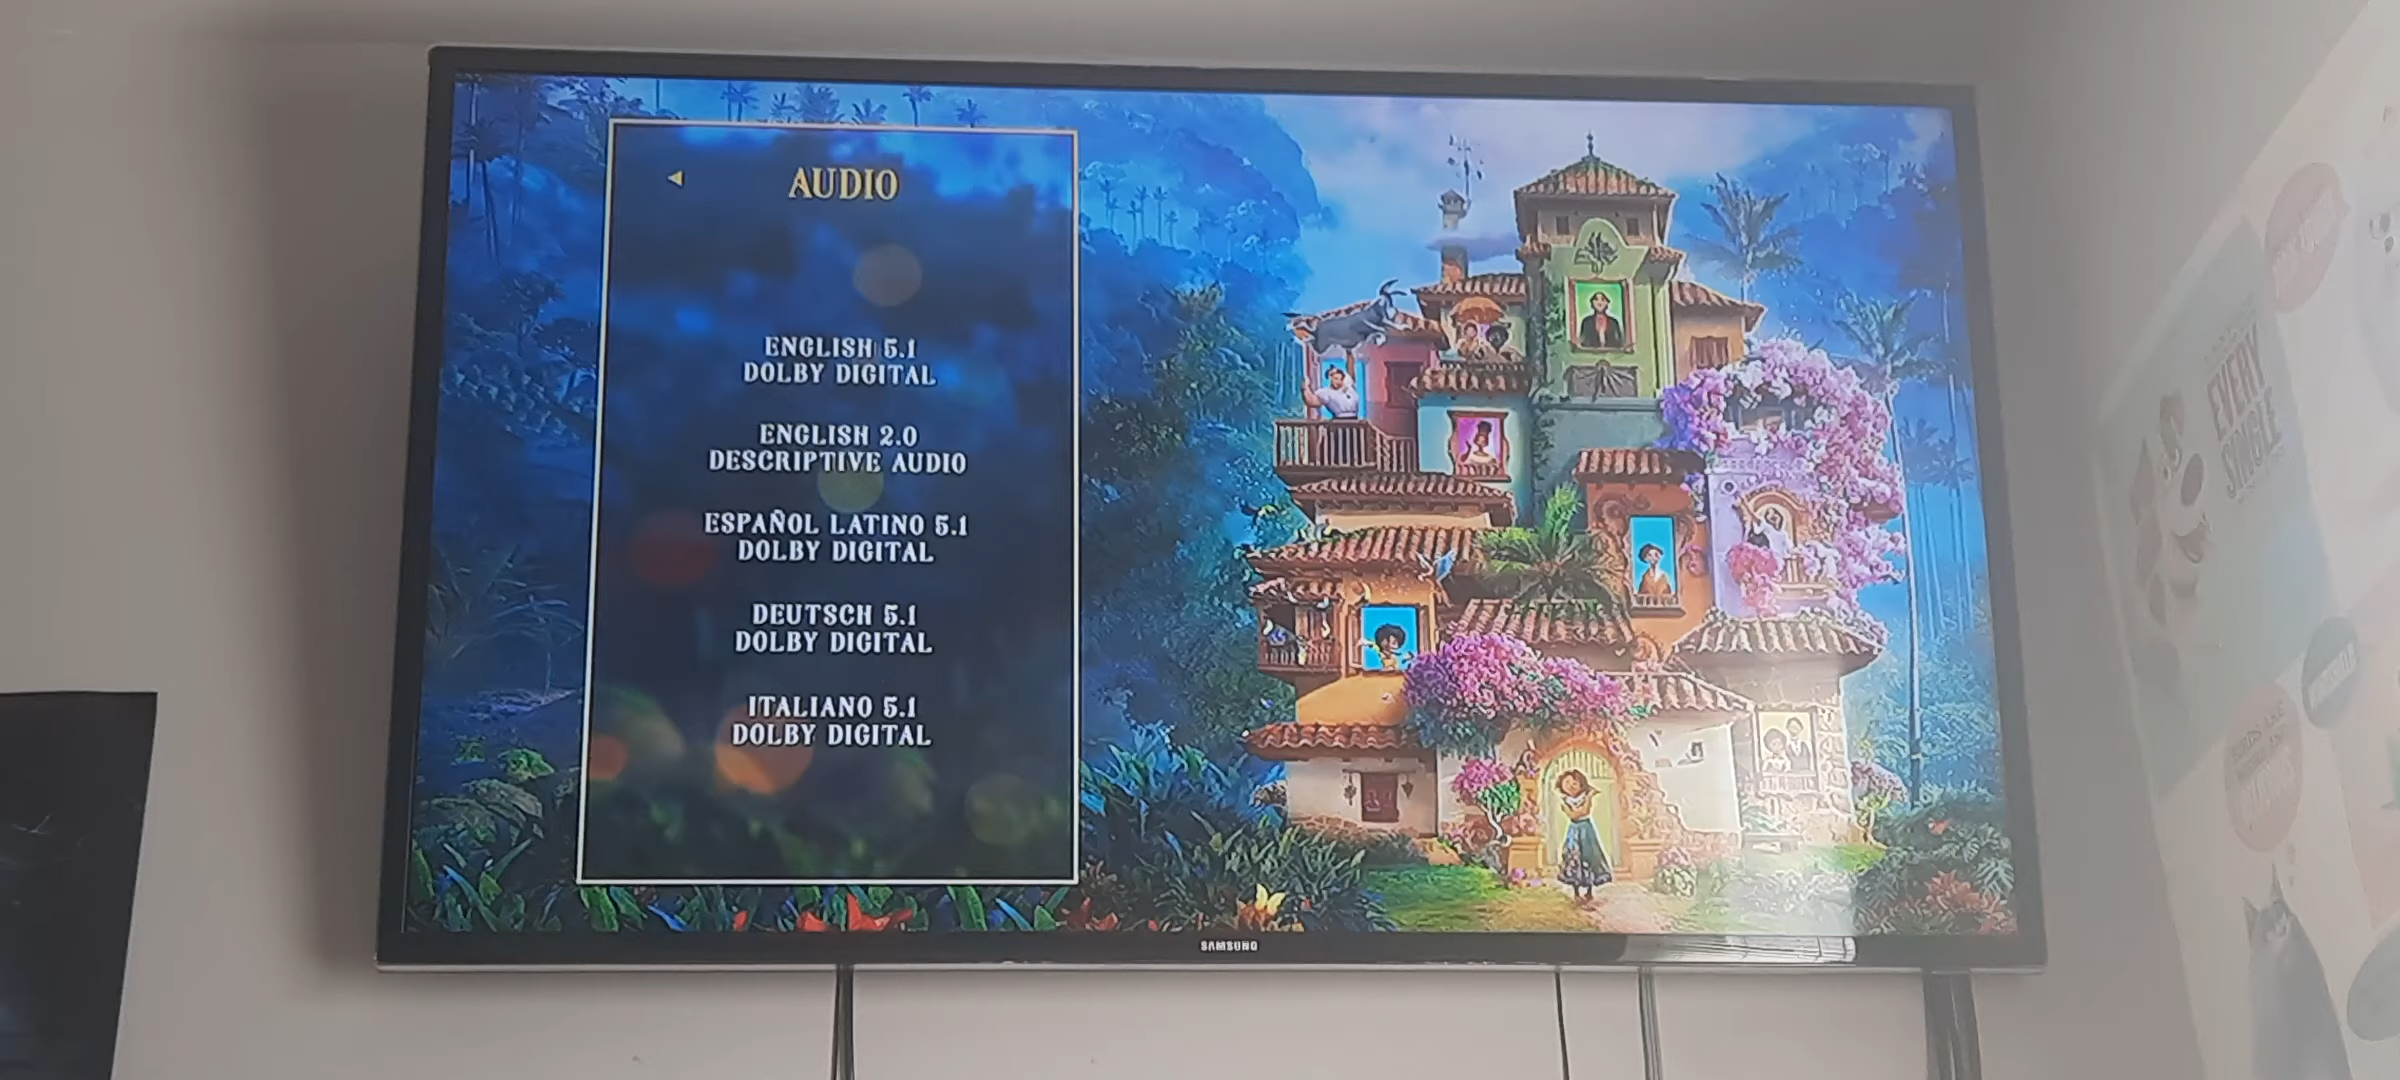 AUDIO
ENGLISH 5.1
DOLBY DIGITAL
ENGLISH 2.0
DESCRIPTIVE AUDIO
ESPAÑOL LATINO 5.1
DOLBY DIGITAL
DEUTSCH 5.1
DOLBY DIGITAL
ITALIANO 5.1
DOLBY DIGITAL
SAMSUNG
EVERY
SINGLE